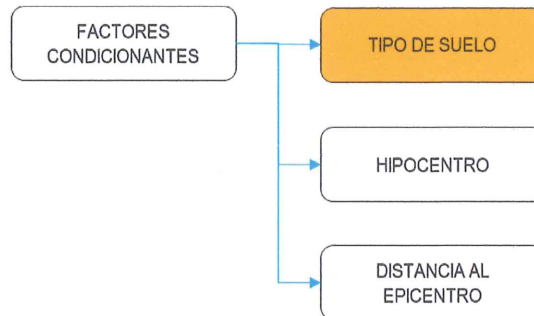 FACTORES
CONDICIONANTES
TIPO DE SUELO
HIPOCENTRO
DISTANCIA AL
EPICENTRO